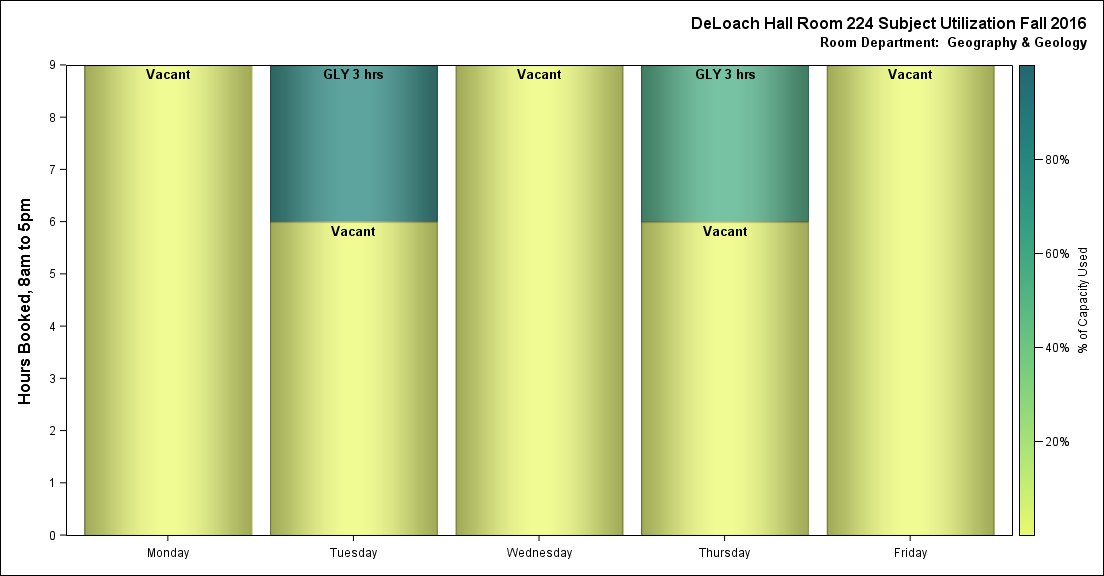 DeLoach Hall Room 224 Subject Utilization Fall 2016
Room Department: Geography & Geology
Hours Booked, 8am to 5pm
9
8
7
6
5
4
3
2
1
0
Vacant
GLY 3 hrs
Vacant
GLY 3 hrs
Vacant
Vacant
Vacant
Monday
Tuesday
Wednesday
Thursday
Friday
80%
60%
40%
20%
% of Capacity Used